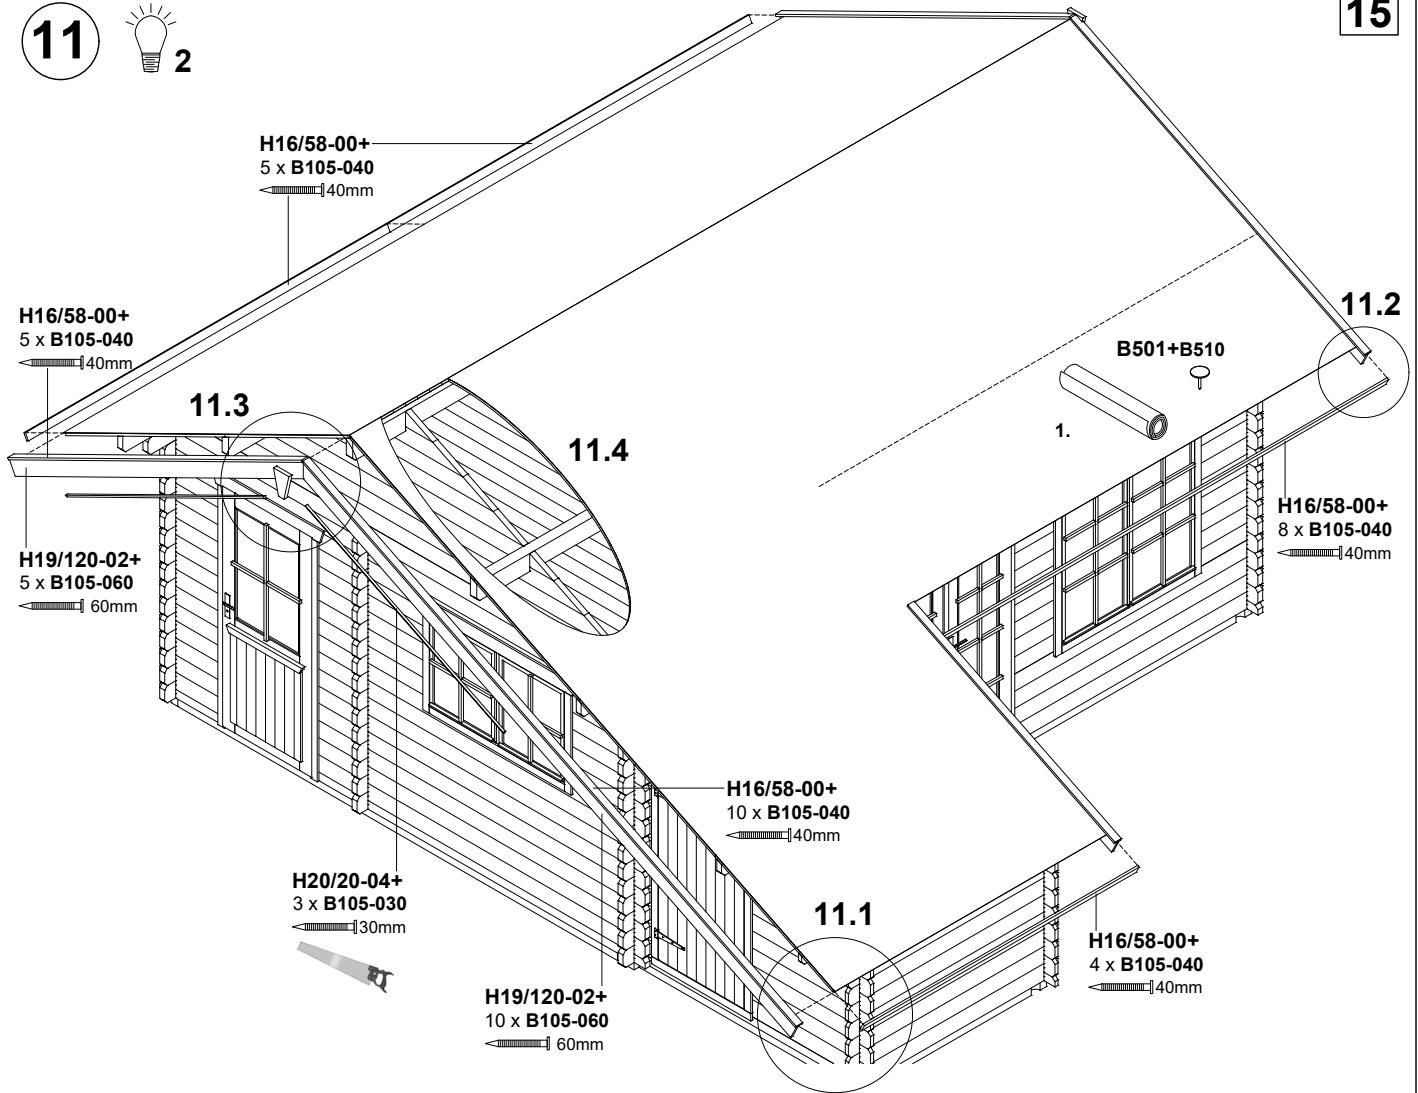 11
2
15
H16/58-00+
5 x B105-040
40mm
H16/58-00+
5 x B105-040
40mm
11.3
11.4
11.2
B501+B510
1.
H16/58-00+
8 x B105-040
40mm
H19/120-02+
5 x B105-060
60mm
H16/58-00+
10 x B105-040
40mm
H20/20-04+
3 x B105-030
30mm
11.1
H16/58-00+
4 x B105-040
40mm
H19/120-02+
10 x B105-060
60mm